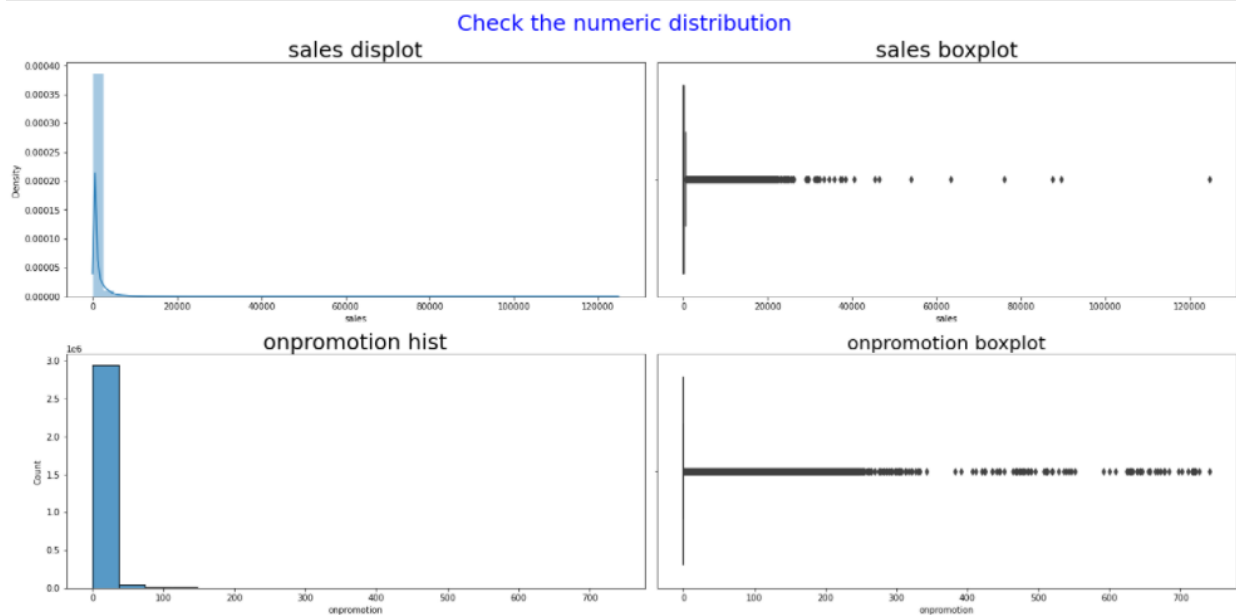 Check the numeric distribution
sales displot
0.00040
0.00035
0.00030
0.00025
0.00020
0.00015
0.00010
0.00005
0.00000
Density
0 20000 40000 60000 80000 100000 120000
sales
sales boxplot
0 20000 40000 60000 80000 100000 120000
sales
onpromotion hist
1e6
3.0
2.5
2.0
1.5
1.0
0.5
0.0
Count
0 100 200 300 400 500 600 700
onpromotion
onpromotion boxplot
0 100 200 300 400 500 600 700
onpromotion